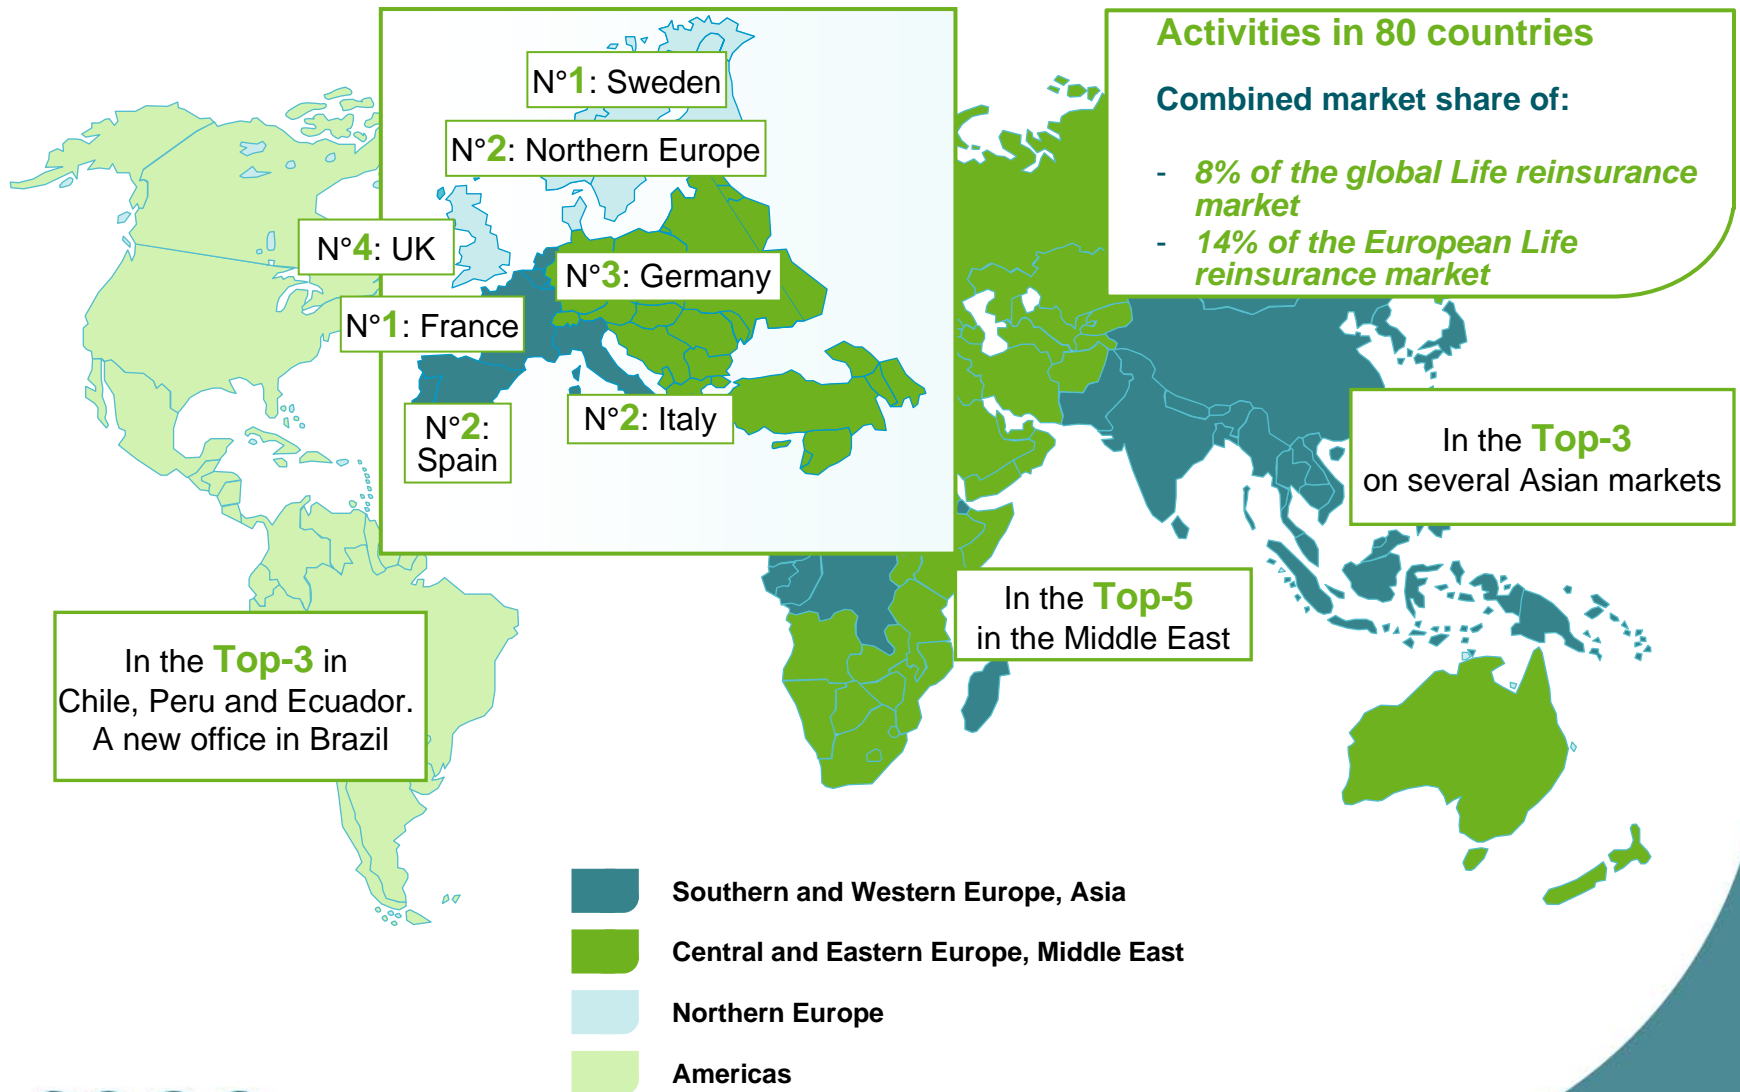 Activities in 80 countries
Combined market share of:
- 8% of the global Life reinsurance
market
- 14% of the European Life
reinsurance market
N°1: Sweden
N°2: Northern Europe
N°4: UK
N°3: Germany
N°1: France
N°2:
Spain
N°2: Italy
In the Top-3
on several Asian markets
In the Top-5
in the Middle East
In the Top-3 in
Chile, Peru and Ecuador.
A new office in Brazil
Southern and Western Europe, Asia
Central and Eastern Europe, Middle East
Northern Europe
Americas